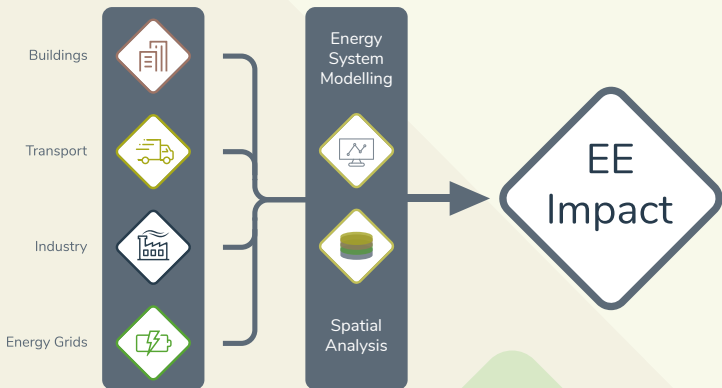 Buildings
Transport
Industry
Energy Grids
Energy
System
Modelling
Spatial
Analysis
EE
Impact